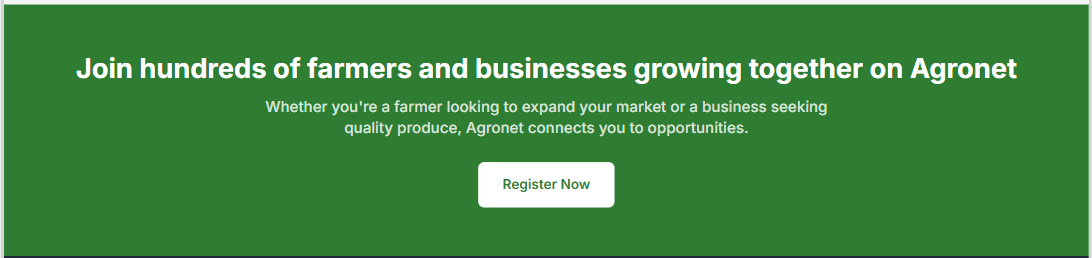 Join hundreds of farmers and businesses growing together on Agronet
Whether you're a farmer looking to expand your market or a business seeking
quality produce, Agronet connects you to opportunities.
Register Now